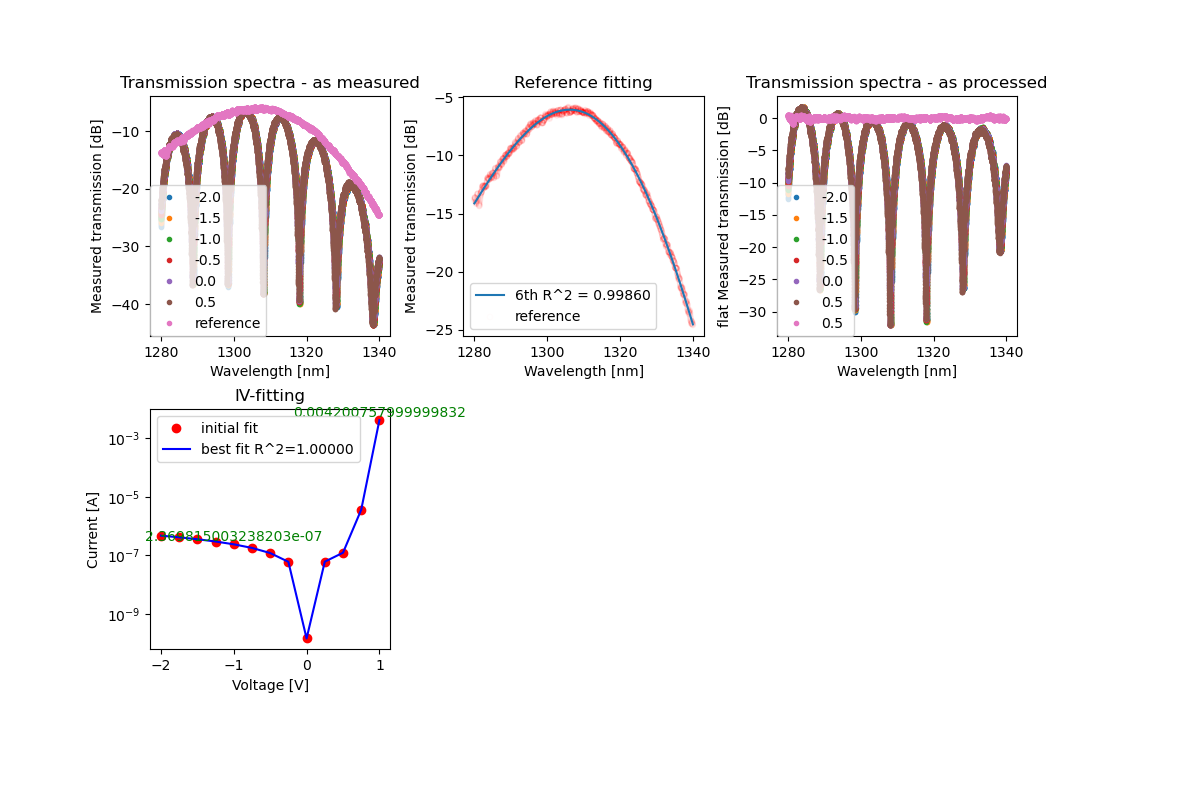 Transmission spectra - as measured
Measured transmission [dB]
−10
−20
−30
−40
-2.0
-1.5
-1.0
-0.5
0.0
0.5
reference
1280
1300
1320
1340
Wavelength [nm]
Reference fitting
Measured transmission [dB]
−5
−10
−15
−20
−25
6th R^2 = 0.99860
reference
1280
1300
1320
1340
Wavelength [nm]
Transmission spectra - as processed
flat Measured transmission [dB]
0
−5
−10
−15
−20
−25
−30
-2.0
-1.5
-1.0
-0.5
0.0
0.5
0.5
1280
1300
1320
1340
Wavelength [nm]
IV-fitting
0.004200757999999832
initial fit
best fit R^2=1.00000
Current [A]
10−3
10−5
10−7
10−9
−2
−1
0
1
Voltage [V]